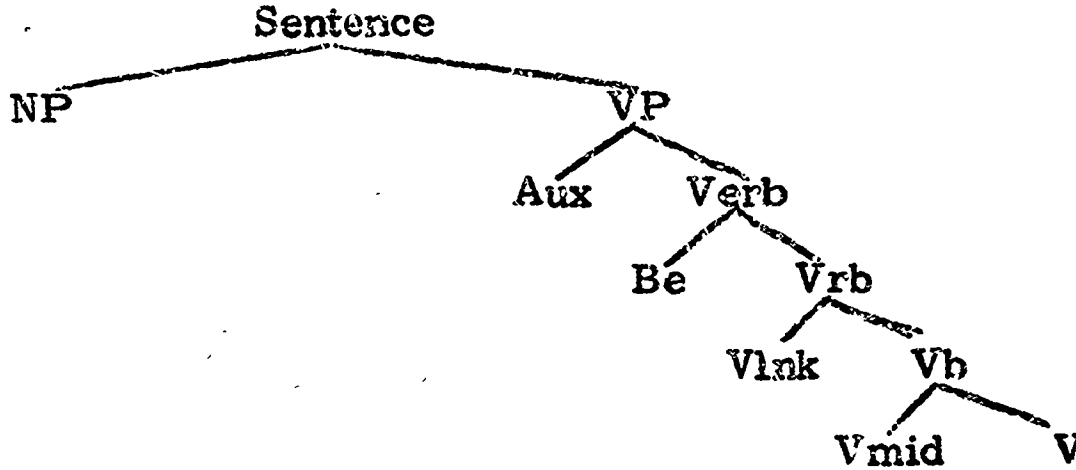 Sentence
NP VP
Aux Verb
Be Vrb
Vlnk Vb
Vmid V